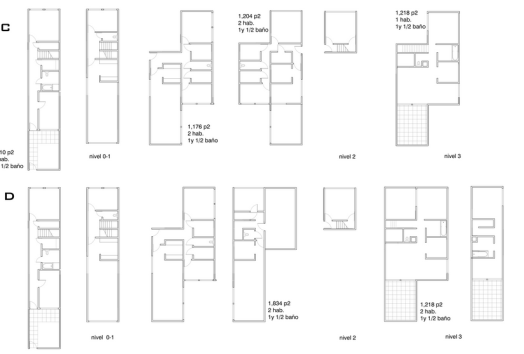 C
1,204 p2
2 hab.
1y 1/2 baño
1,218 p2
1 hab.
1y 1/2 baño
1,176 p2
2 hab.
1y 1/2 baño
10 p2
hab.
1/2 baño
nivel 0-1
nivel 2
nivel 3
D
1,834 p2
2 hab.
1y 1/2 baño
1,218 p2
2 hab.
1y 1/2 baño
nivel 0-1
nivel 2
nivel 3